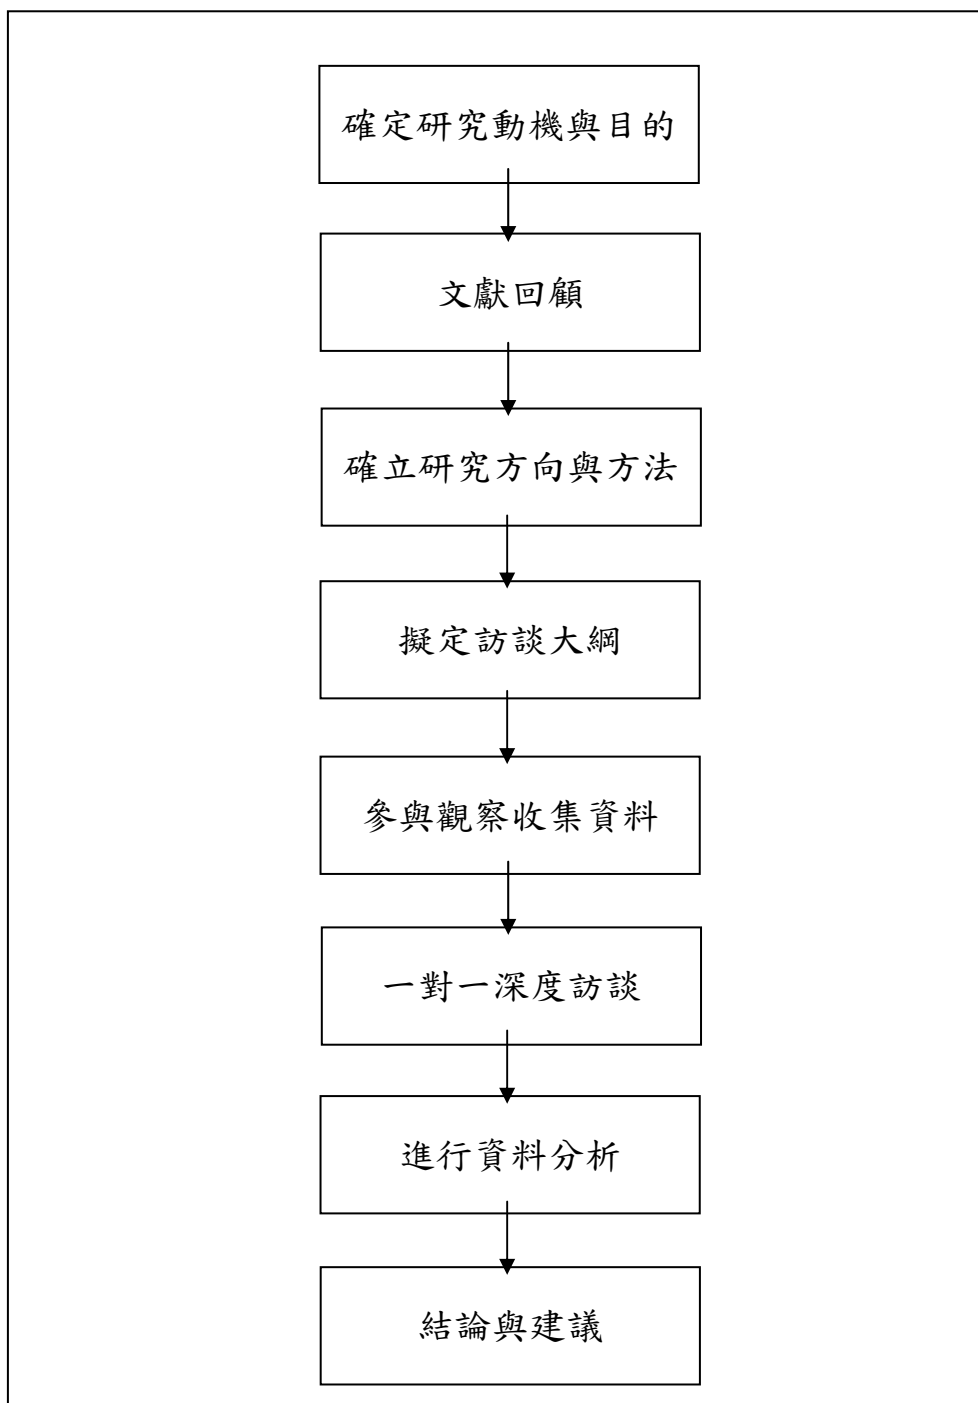 確定研究動機與目的
文獻回顧
確立研究方向與方法
擬定訪談大綱
參與觀察收集資料
一對一深度訪談
進行資料分析
結論與建議